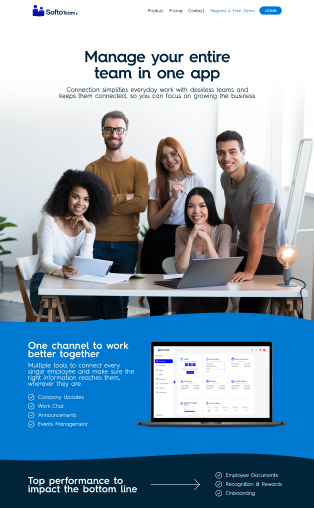 SoftoTeam
Product Pricing Contact Request A Free Demo LOGIN
Manage your entire
team in one app
Connection simplifies everyday work with deskless teams and
keeps them connected, so you can focus on growing the business
One channel to work
better together
Multiple tools to connect every
single employee and make sure the
right information reaches them,
wherever they are.
Company Updates
Work Chat
Announcements
Events Management
Top performance to
impact the bottom line
Employee Documents
Recognition & Rewards
Onboarding